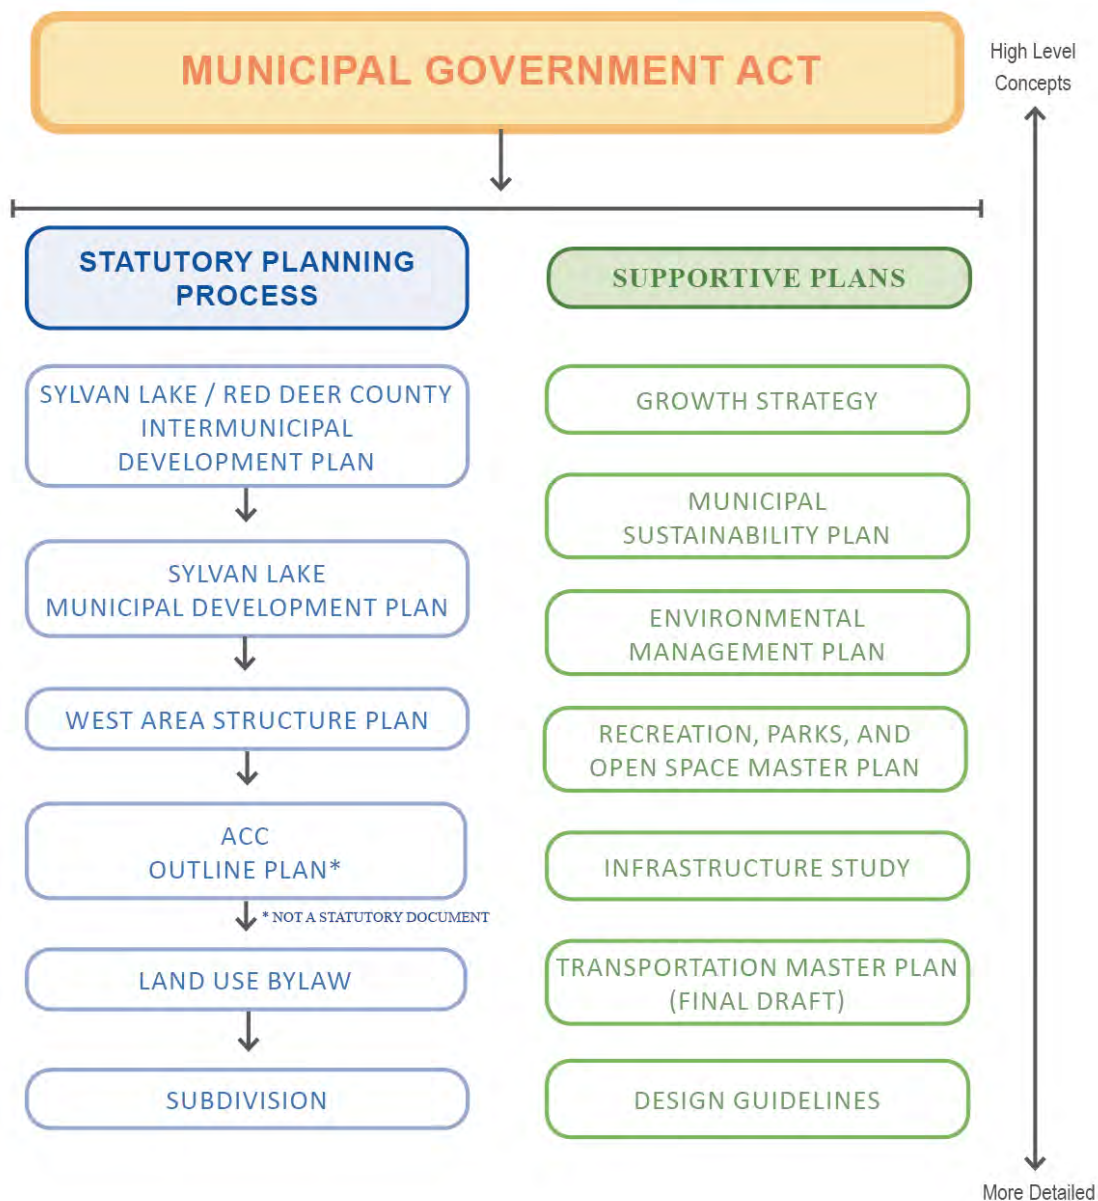 MUNICIPAL GOVERNMENT ACT
High Level
Concepts
STATUTORY PLANNING
PROCESS
SYLVAN LAKE / RED DEER COUNTY
INTERMUNICIPAL
DEVELOPMENT PLAN
SYLVAN LAKE
MUNICIPAL DEVELOPMENT PLAN
WEST AREA STRUCTURE PLAN
ACC
OUTLINE PLAN*
* NOT A STATUTORY DOCUMENT
LAND USE BYLAW
SUBDIVISION
SUPPORTIVE PLANS
GROWTH STRATEGY
MUNICIPAL
SUSTAINABILITY PLAN
ENVIRONMENTAL
MANAGEMENT PLAN
RECREATION, PARKS, AND
OPEN SPACE MASTER PLAN
INFRASTRUCTURE STUDY
TRANSPORTATION MASTER PLAN
(FINAL DRAFT)
DESIGN GUIDELINES
More Detailed